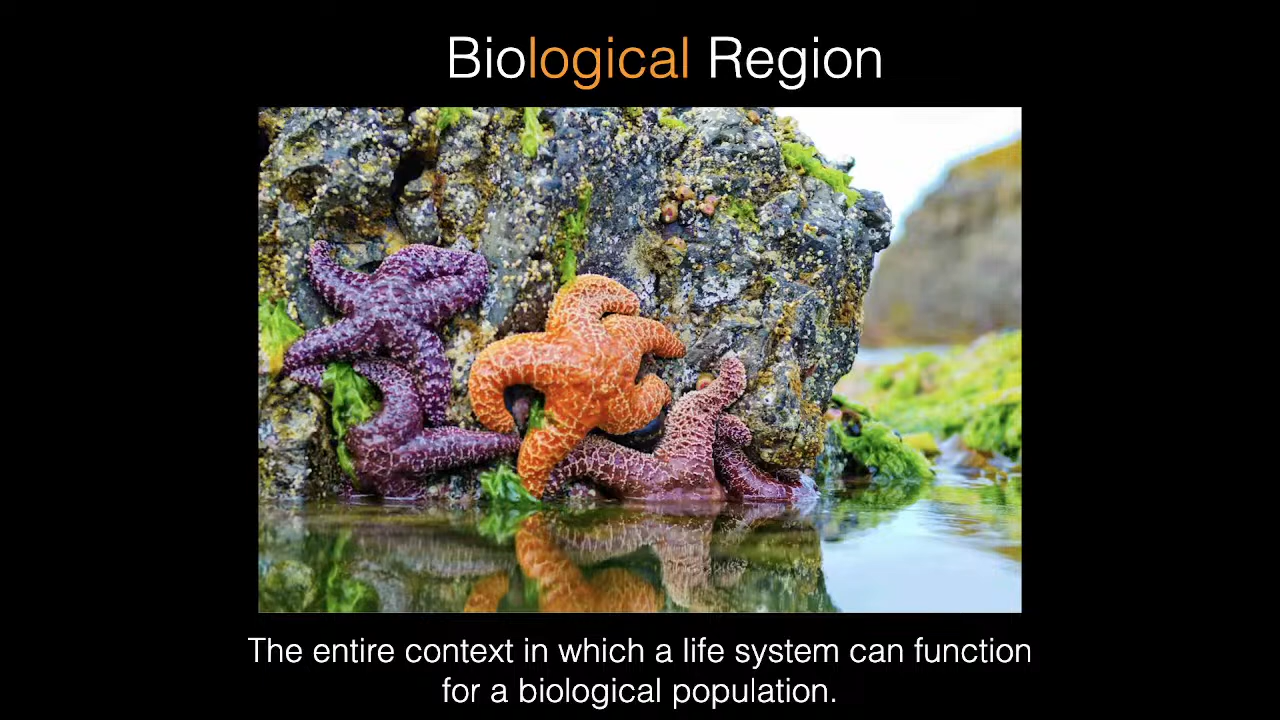 Biological Region
The entire context in which a life system can function
for a biological population.